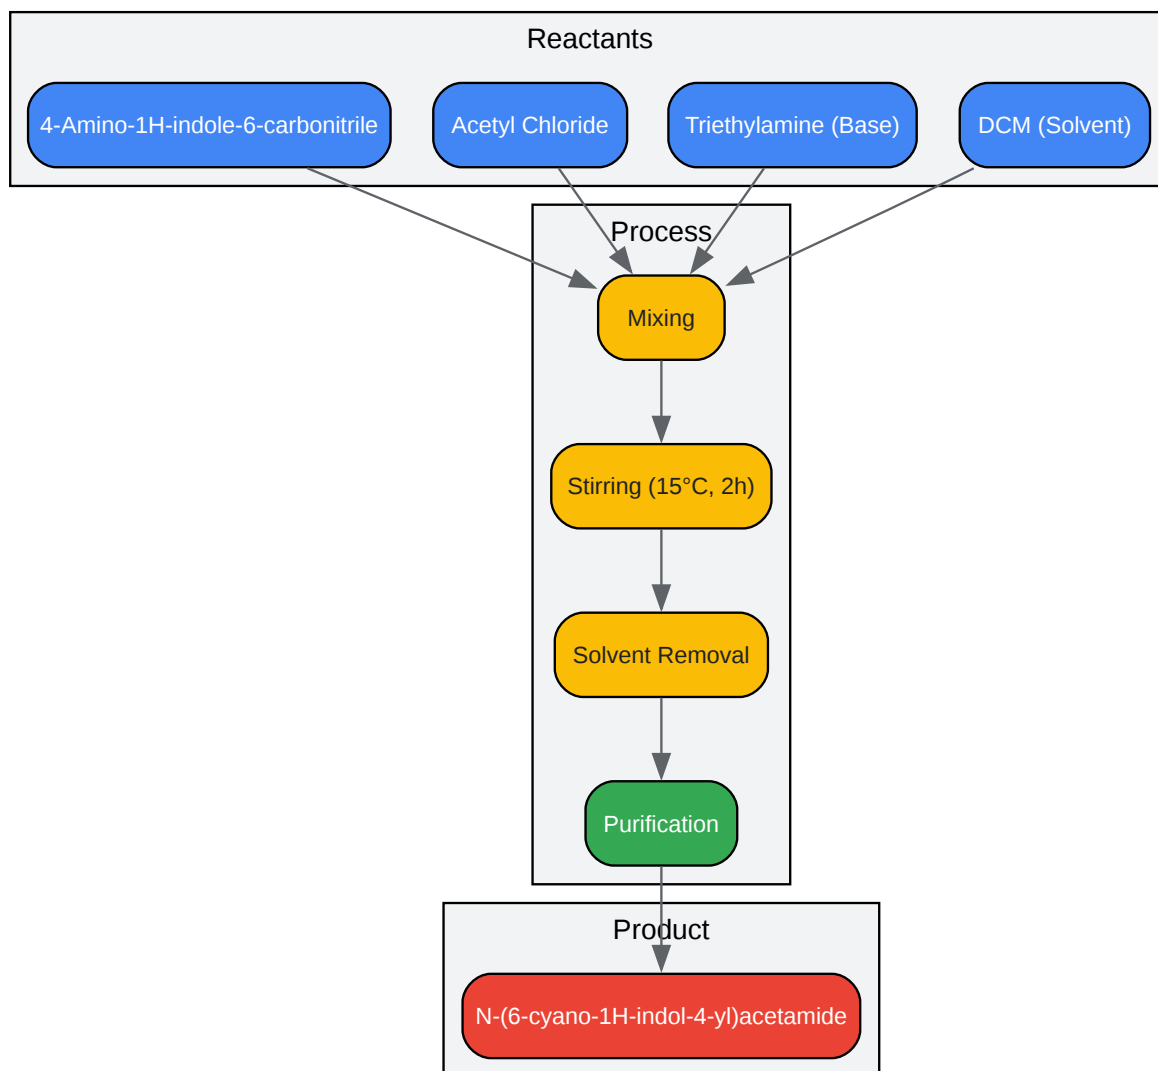 Reactants
4-Amino-1H-indole-6-carbonitrile
Acetyl Chloride
Triethylamine (Base)
DCM (Solvent)
Process
Mixing
Stirring (15°C, 2h)
Solvent Removal
Purification
Product
N-(6-cyano-1H-indol-4-yl)acetamide